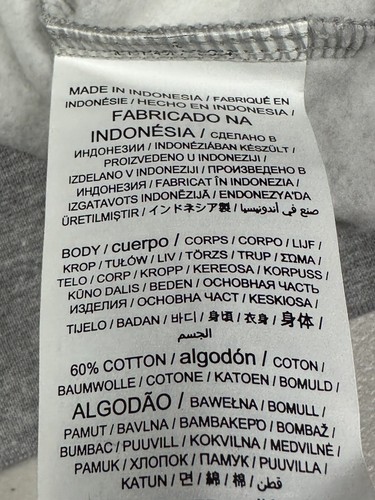 MADE IN INDONESIA / FABRIQUÉ EN
INDONÉSIE / HECHO EN INDONESIA /
FABRICADO NA
INDONÉSIA / СДЕЛАНО В
ИНДОНЕЗИИ / INDONÉZIÁBAN KÉSZÜLT /
PROIZVEDENO U INDONEZIJI /
IZDELANO V INDONEZIJI / ПРОИЗВЕДЕНО В
ИНДОНЕЗИЯ / FABRICAT ÎN INDONEZIA /
IZGATAVOTS INDONĒZIJĀ / ENDONEZYA'DA
ÜRETILMIŞTIR / インドネシア製 / صنع في أندونيسيا
BODY / cuerpo / CORPS / CORPO / LIJF /
KROP / TUŁÓW / LIV / TÖRZS / TRUP / ΣΩΜΑ /
TELO / CORP / KROPP / KEREOSA / KORPUSS /
KŪNO DALIS / BEDEN / ОСНОВНАЯ ЧАСТЬ
ИЗДЕЛИЯ / ОСНОВНА ЧАСТ / KESKIOSA /
TIJELO / BADAN / 바디 / 身頃 / 衣身 / 身体 /
الجسم
60% COTTON / algodón / COTON /
BAUMWOLLE / COTONE / KATOEN / BOMULD /
ALGODÃO / BAWEŁNA / BOMULL /
PAMUT / BAVLNA / ΒΑΜΒΑΚΕΡΟ / BOMBAŽ /
BUMBAC / PUUVILL / KOKVILNA / MEDVILNĖ /
PAMUK / ХЛОПОК / ПАМУК / PUUVILLA /
KATUN / 면 / 綿 / 棉 / قطن /